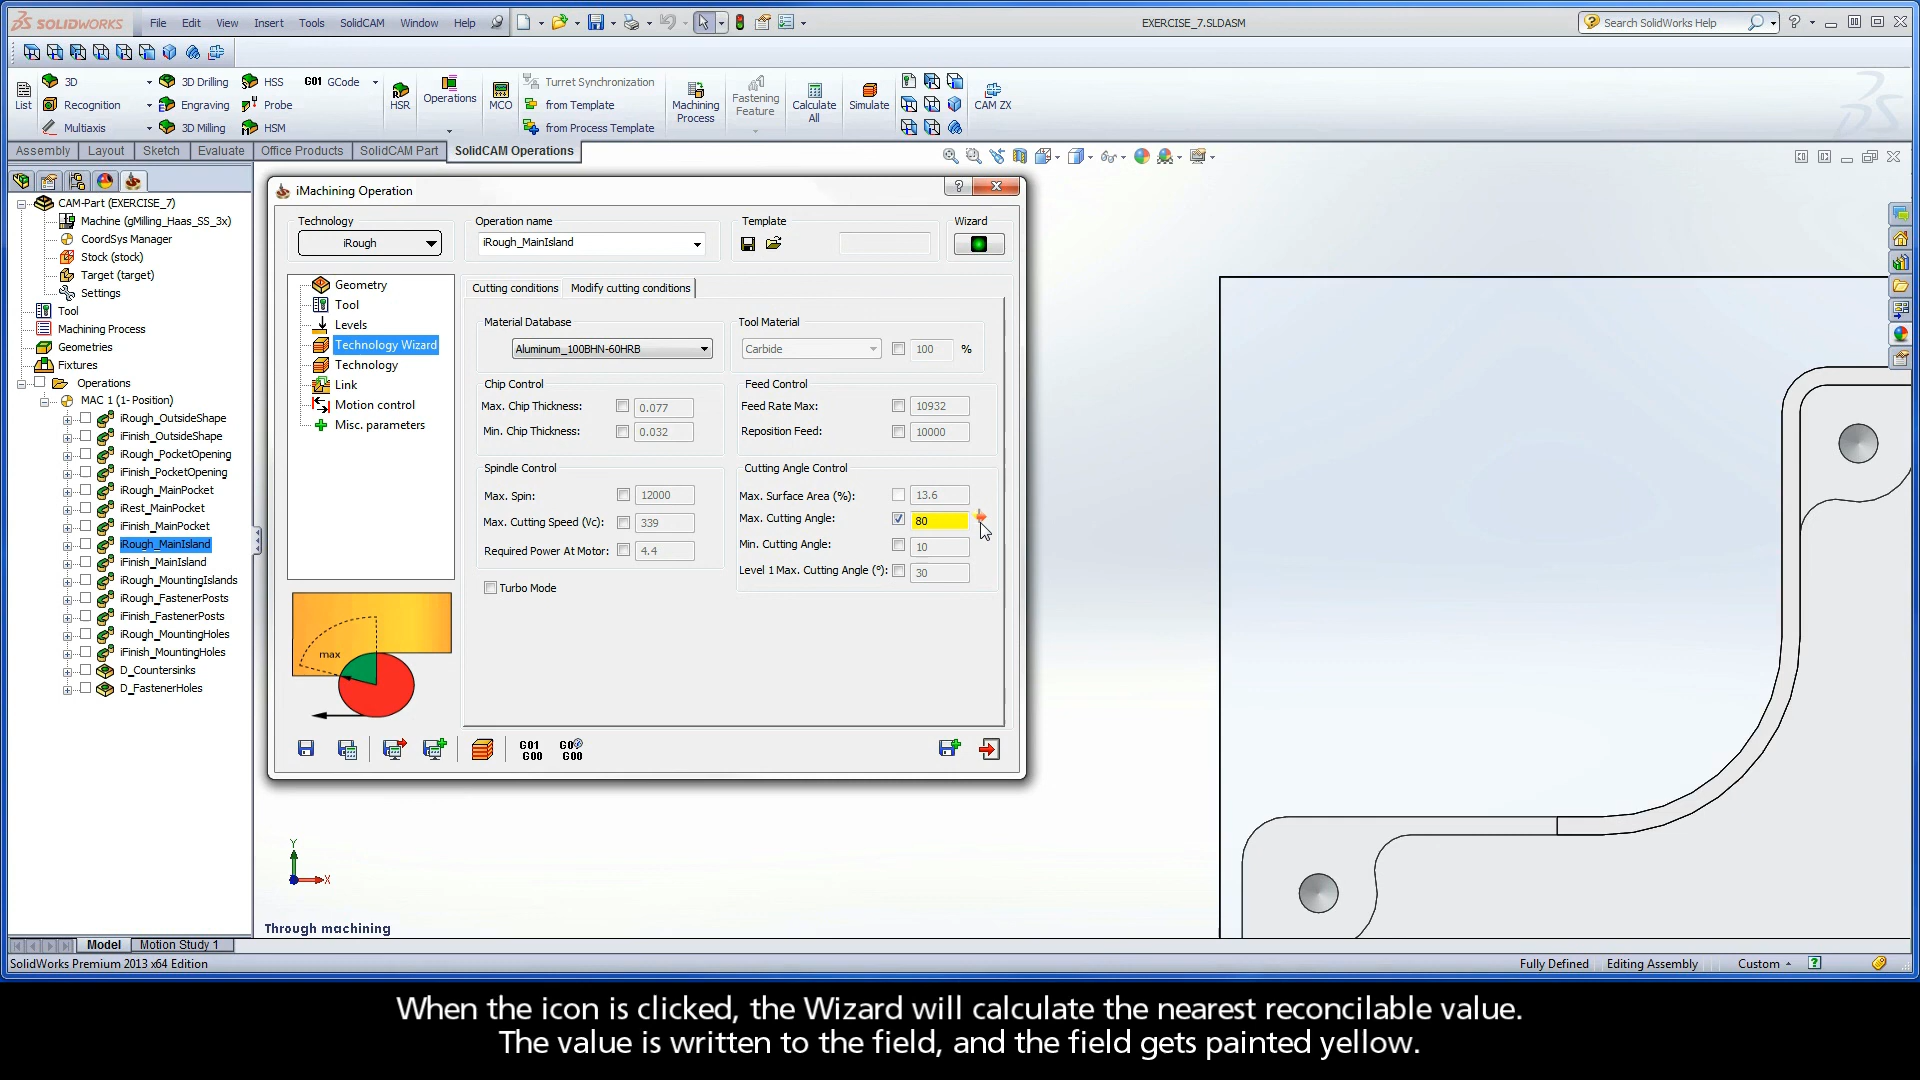 SOLIDWORKS File Edit View Insert Tools SolidCAM Window Help EXERCISE_7.SLDASM Search SolidWorks Help
List 3D 3D Drilling HSS G01 GCode HSR Operations MCO Turret Synchronization Machining Process Fastening Feature Calculate All Simulate CAM ZX
Recognition Engraving Probe from Template
Multiaxis 3D Milling HSM from Process Template
Assembly Layout Sketch Evaluate Office Products SolidCAM Part SolidCAM Operations
CAM-Part (EXERCISE_7)
Machine (gMilling_Haas_SS_3x)
CoordSys Manager
Stock (stock)
Target (target)
Settings
Tool
Machining Process
Geometries
Fixtures
Operations
MAC 1 (1- Position)
iRough_OutsideShape
iFinish_OutsideShape
iRough_PocketOpening
iFinish_PocketOpening
iRough_MainPocket
iRest_MainPocket
iFinish_MainPocket
iRough_MainIsland
iFinish_MainIsland
iRough_MountingIslands
iRough_FastenerPosts
iFinish_FastenerPosts
iRough_MountingHoles
iFinish_MountingHoles
D_Countersinks
D_FastenerHoles
iMachining Operation
Technology Operation name Template Wizard
iRough iRough_MainIsland
Geometry
Tool
Levels
Technology Wizard
Technology
Link
Motion control
Misc. parameters
max
Cutting conditions Modify cutting conditions
Material Database Tool Material
Aluminum_100BHN-60HRB Carbide 100 %
Chip Control Feed Control
Max. Chip Thickness: 0.077 Feed Rate Max: 10932
Min. Chip Thickness: 0.032 Reposition Feed: 10000
Spindle Control Cutting Angle Control
Max. Spin: 12000 Max. Surface Area (%): 13.6
Max. Cutting Speed (Vc): 339 Max. Cutting Angle: 80
Required Power At Motor: 4.4 Min. Cutting Angle: 10
Level 1 Max. Cutting Angle (°): 30
Turbo Mode
G01 G00
G00
Y
X
Through machining
Model Motion Study 1
SolidWorks Premium 2013 x64 Edition Fully Defined Editing Assembly Custom
When the icon is clicked, the Wizard will calculate the nearest reconcilable value.
The value is written to the field, and the field gets painted yellow.